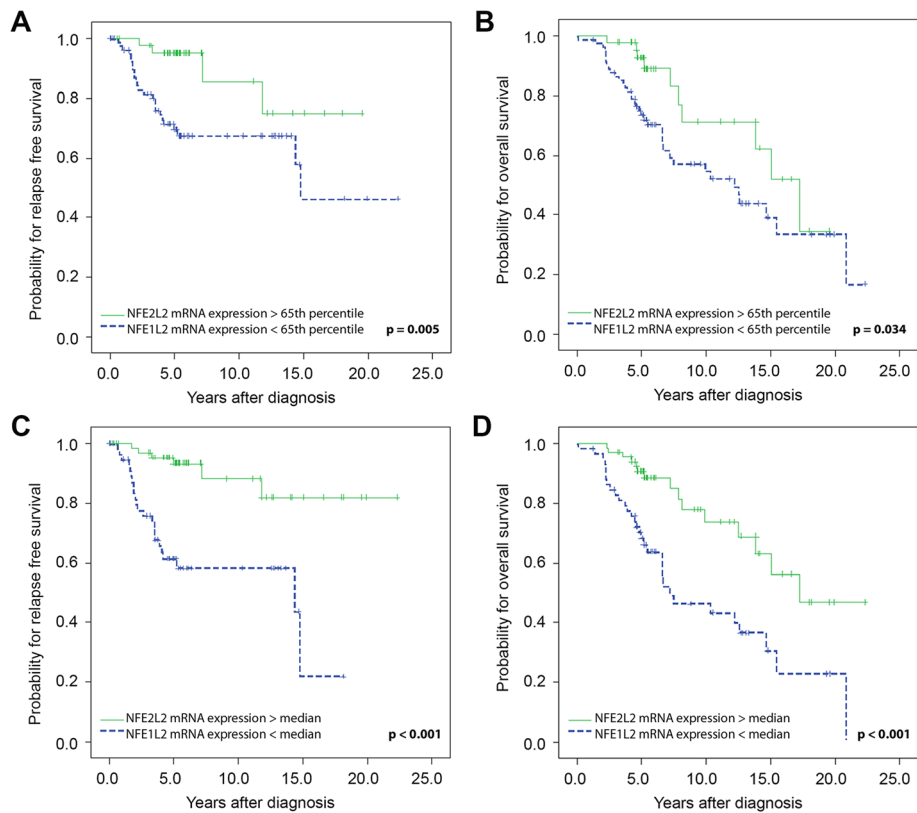 A
Probability for relapse free survival
1.0
0.8
0.6
0.4
0.2
0.0
NFE2L2 mRNA expression > 65th percentile
NFE1L2 mRNA expression < 65th percentile
p = 0.005
0.0 5.0 10.0 15.0 20.0 25.0
Years after diagnosis
B
Probability for overall survival
1.0
0.8
0.6
0.4
0.2
0.0
NFE2L2 mRNA expression > 65th percentile
NFE1L2 mRNA expression < 65th percentile
p = 0.034
0.0 5.0 10.0 15.0 20.0 25.0
Years after diagnosis
C
Probability for relapse free survival
1.0
0.8
0.6
0.4
0.2
0.0
NFE2L2 mRNA expression > median
NFE1L2 mRNA expression < median
p < 0.001
0.0 5.0 10.0 15.0 20.0 25.0
Years after diagnosis
D
Probability for overall survival
1.0
0.8
0.6
0.4
0.2
0.0
NFE2L2 mRNA expression > median
NFE1L2 mRNA expression < median
p < 0.001
0.0 5.0 10.0 15.0 20.0 25.0
Years after diagnosis